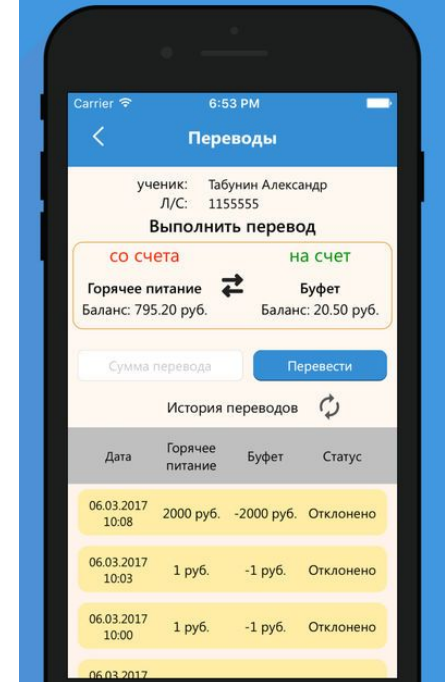 Carrier 6:53 PM
Переводы
ученик: Табунин Александр
Л/С: 1155555
Выполнить перевод
со счета на счет
Горячее питание Буфет
Баланс: 795.20 руб. Баланс: 20.50 руб.
Сумма перевода Перевести
История переводов
Дата Горячее питание Буфет Статус
06.03.2017 10:08 2000 руб. -2000 руб. Отклонено
06.03.2017 10:03 1 руб. -1 руб. Отклонено
06.03.2017 10:00 1 руб. -1 руб. Отклонено
06.03.2017